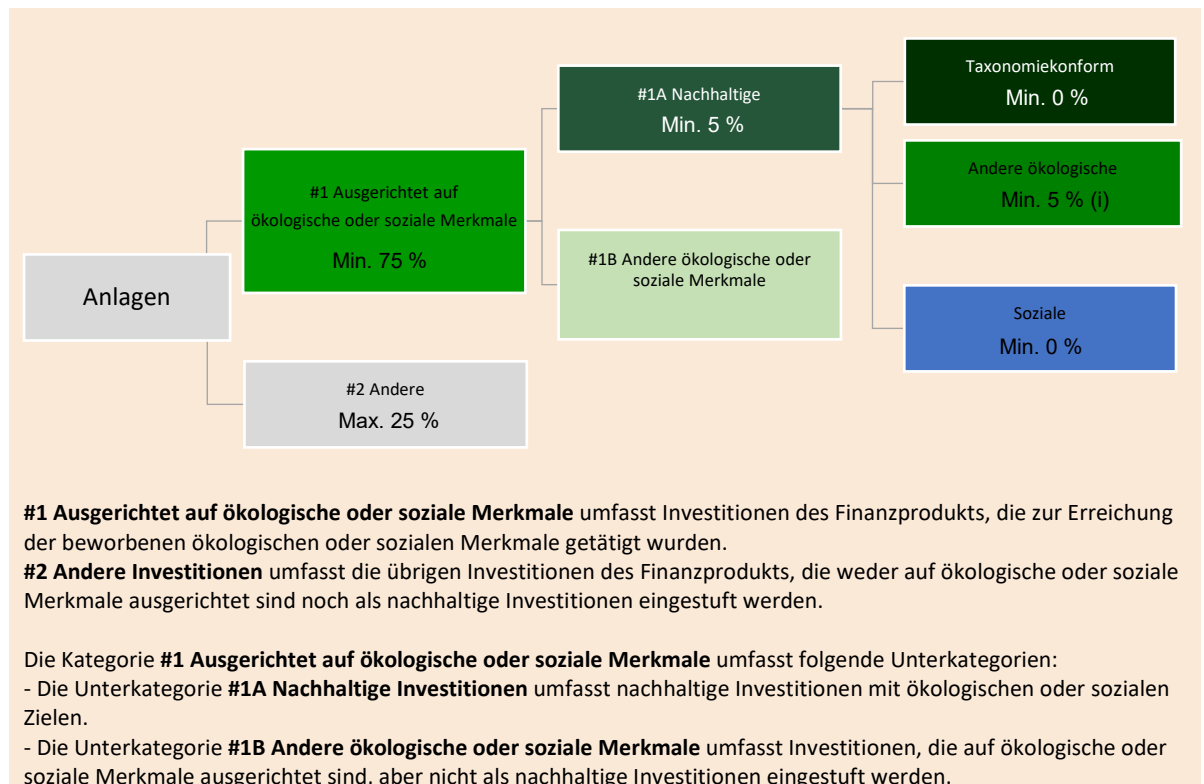 Anlagen
#1 Ausgerichtet auf
ökologische oder soziale Merkmale
Min. 75 %
#2 Andere
Max. 25 %
#1A Nachhaltige
Min. 5 %
#1B Andere ökologische oder
soziale Merkmale
Taxonomiekonform
Min. 0 %
Andere ökologische
Min. 5 % (i)
Soziale
Min. 0 %
#1 Ausgerichtet auf ökologische oder soziale Merkmale umfasst Investitionen des Finanzprodukts, die zur Erreichung
der beworbenen ökologischen oder sozialen Merkmale getätigt wurden.
#2 Andere Investitionen umfasst die übrigen Investitionen des Finanzprodukts, die weder auf ökologische oder soziale
Merkmale ausgerichtet sind noch als nachhaltige Investitionen eingestuft werden.
Die Kategorie #1 Ausgerichtet auf ökologische oder soziale Merkmale umfasst folgende Unterkategorien:
- Die Unterkategorie #1A Nachhaltige Investitionen umfasst nachhaltige Investitionen mit ökologischen oder sozialen
Zielen.
- Die Unterkategorie #1B Andere ökologische oder soziale Merkmale umfasst Investitionen, die auf ökologische oder
soziale Merkmale ausgerichtet sind, aber nicht als nachhaltige Investitionen eingestuft werden.